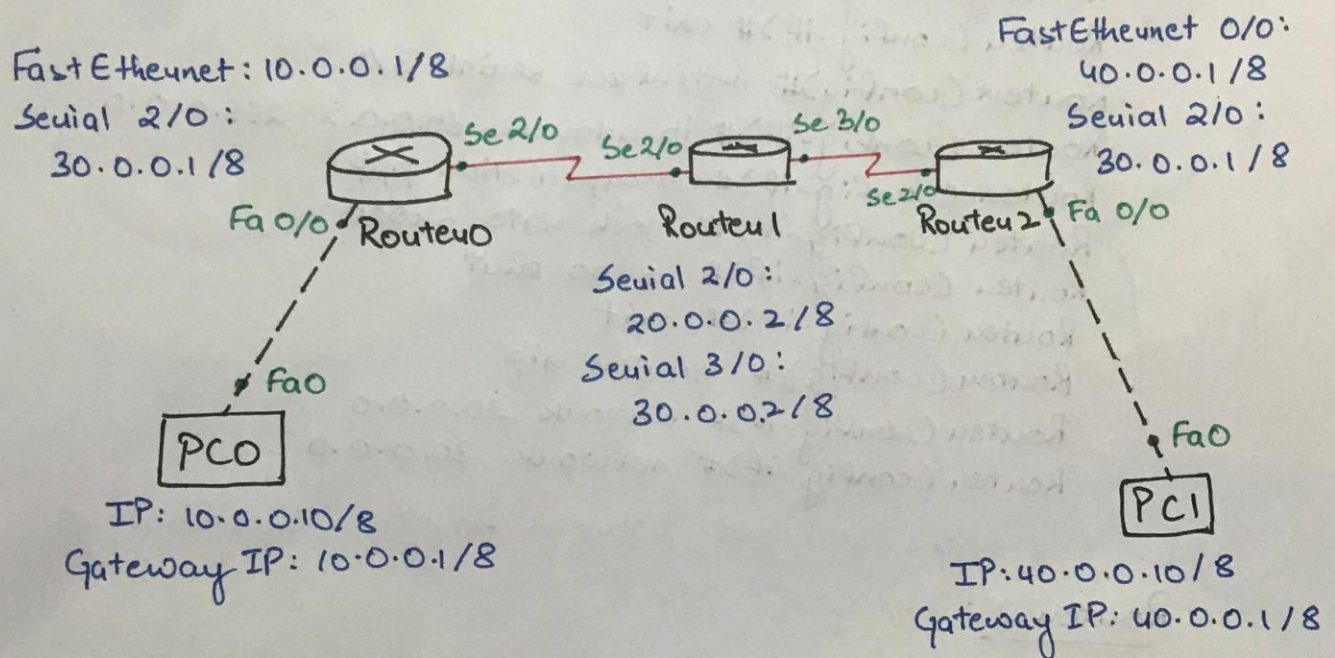 FastEthernet: 10.0.0.1/8
Serial 2/0:
30.0.0.1/8
FastEthernet 0/0:
40.0.0.1/8
Serial 2/0:
30.0.0.1/8
Se 2/0
Se 2/0
Se 3/0
Se 2/0
Fa 0/0
Router0
Router1
Router2
Fa 0/0
Serial 2/0:
20.0.0.2/8
Serial 3/0:
30.0.0.2/8
Fa0
PC0
IP: 10.0.0.10/8
Gateway IP: 10.0.0.1/8
Fa0
PC1
IP: 40.0.0.10/8
Gateway IP: 40.0.0.1/8